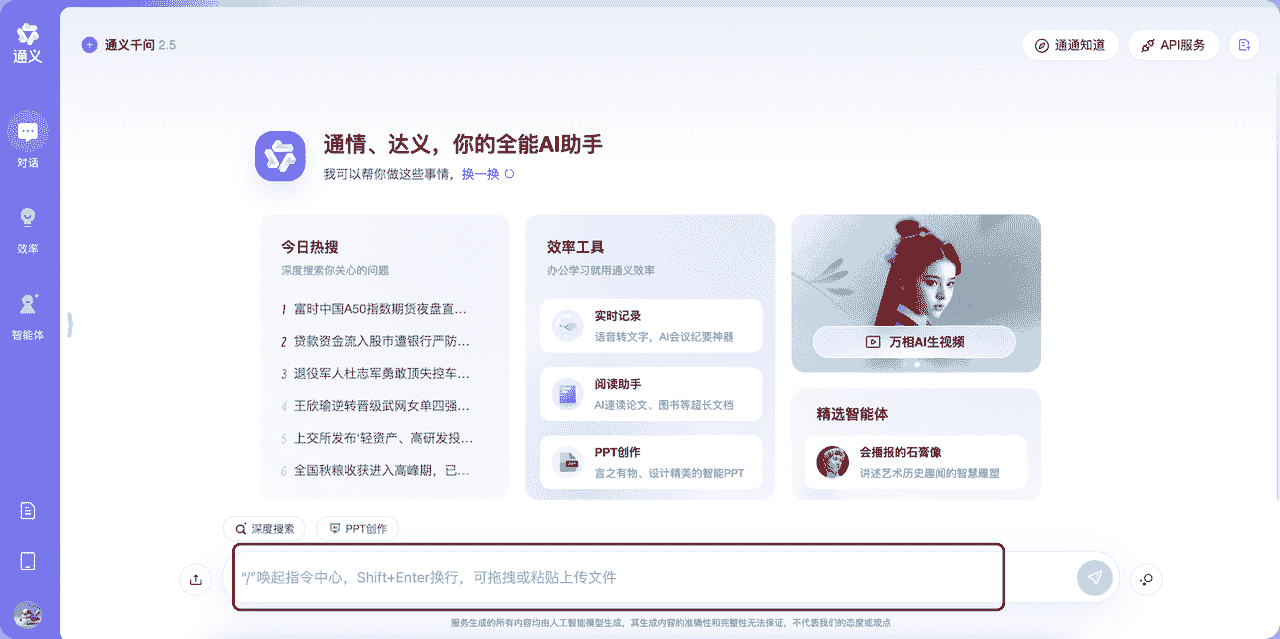 通义
通义千问 2.5
通通知道
API服务
对话
效率
智能体
通情、达义，你的全能AI助手
我可以帮你做这些事情，换一换
今日热搜
深度搜索你关心的问题
1 富时中国A50指数期货夜盘直...
2 贷款资金流入股市遭银行严防...
3 退役军人杜志军勇敢顶失控车...
4 王欣瑜逆转晋级武网女单四强...
5 上交所发布‘轻资产、高研发投...
6 全国秋粮收获进入高峰期，已...
效率工具
办公学习就用通义效率
实时记录
语音转文字，AI会议纪要神器
阅读助手
AI速读论文、图书等超长文档
PPT创作
言之有物、设计精美的智能PPT
万相AI生视频
精选智能体
会播报的石膏像
讲述艺术历史趣闻的智慧雕塑
深度搜索
PPT创作
“/”唤起指令中心，Shift+Enter换行，可拖拽或粘贴上传文件
服务生成的所有内容均由人工智能模型生成，其生成内容的准确性和完整性无法保证，不代表我们的态度或观点